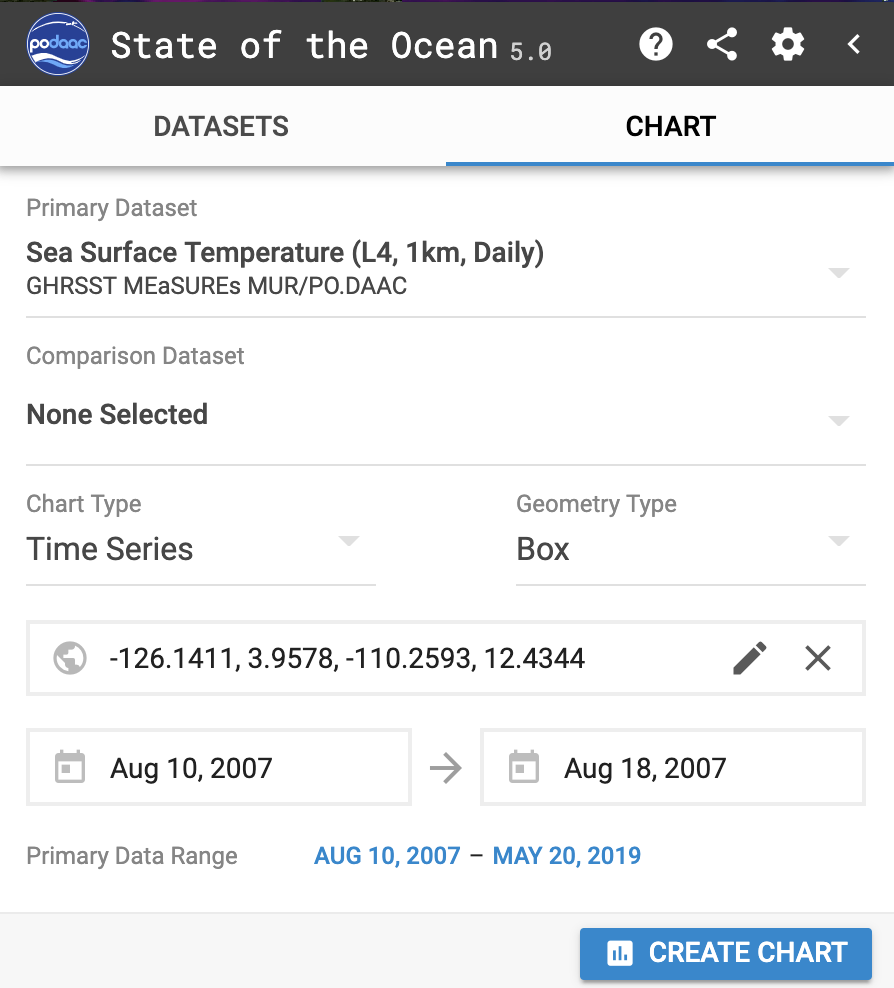 podaac State of the Ocean 5.0
DATASETS CHART
Primary Dataset
Sea Surface Temperature (L4, 1km, Daily)
GHRSST MEaSUREs MUR/PO.DAAC
Comparison Dataset
None Selected
Chart Type Geometry Type
Time Series Box
-126.1411, 3.9578, -110.2593, 12.4344
Aug 10, 2007 Aug 18, 2007
Primary Data Range AUG 10, 2007 – MAY 20, 2019
CREATE CHART